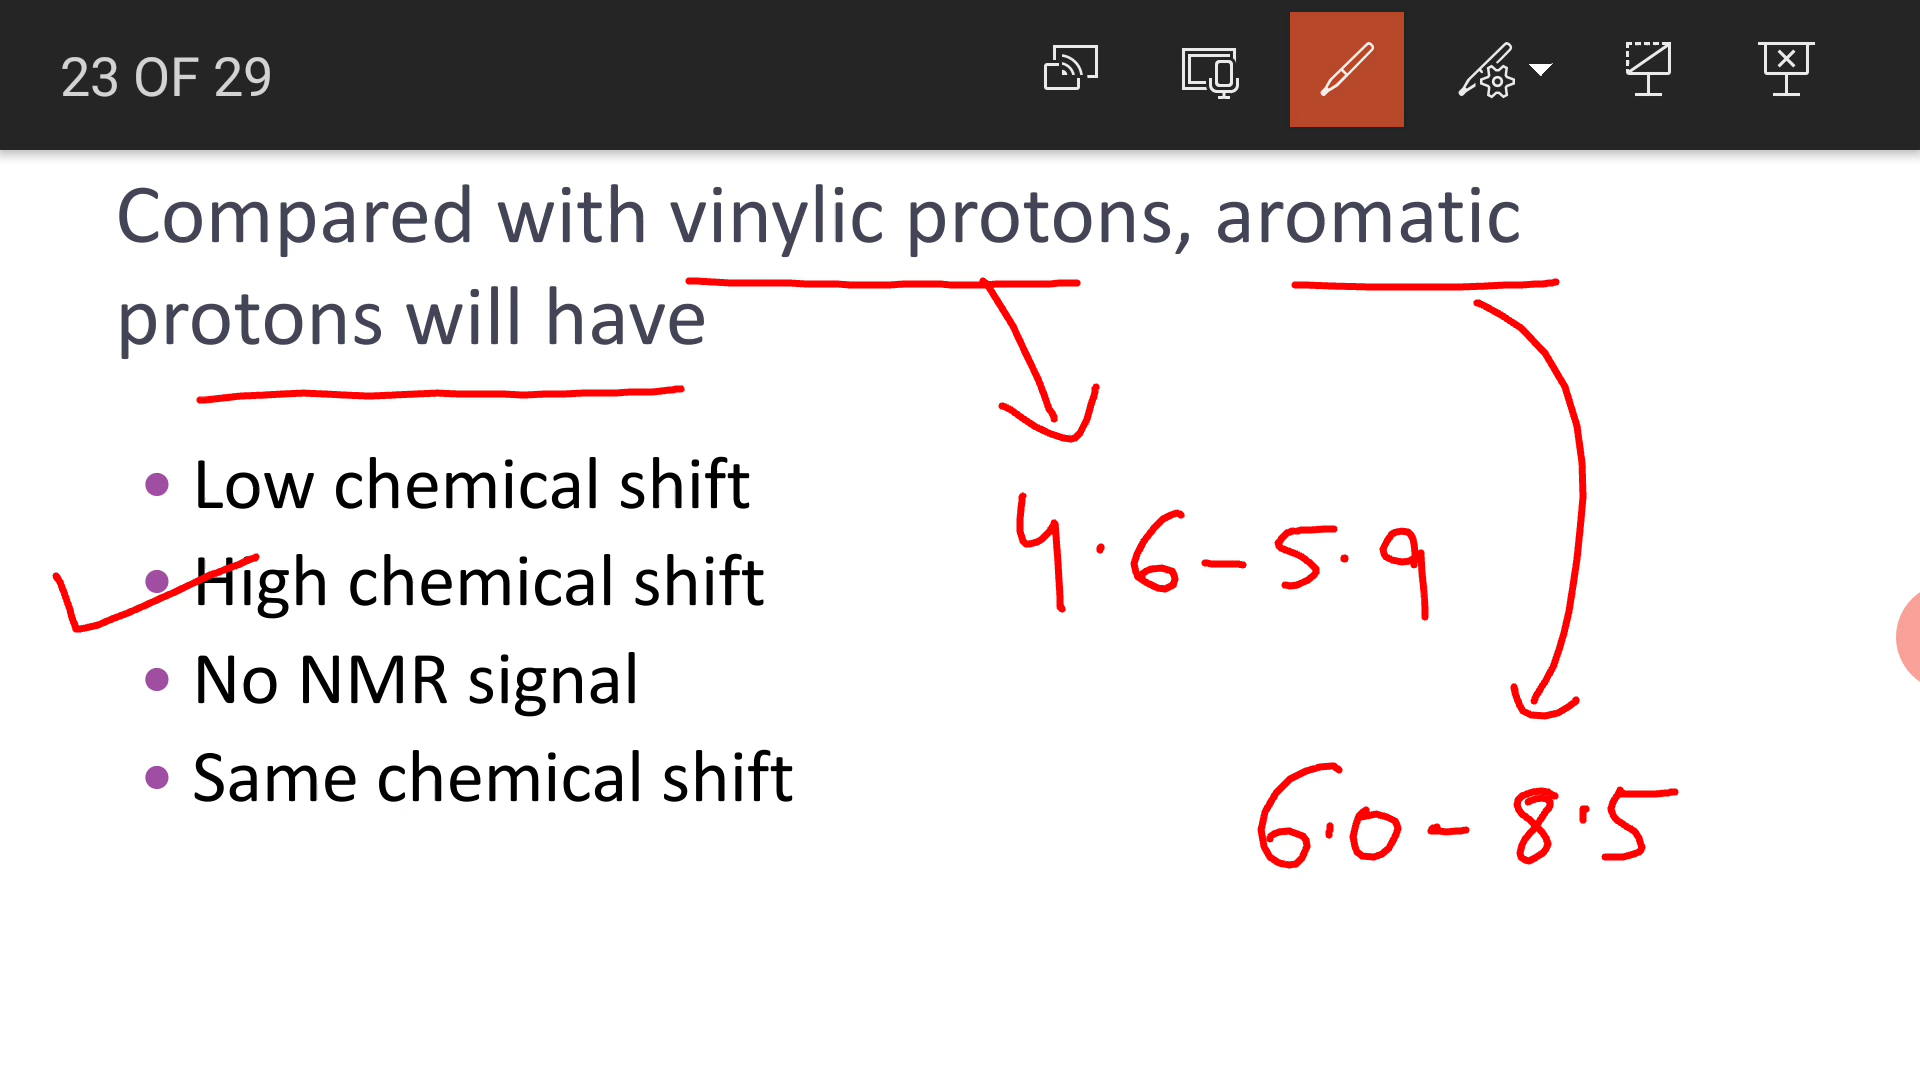 23 OF 29
Compared with vinylic protons, aromatic
protons will have
• Low chemical shift
• High chemical shift
• No NMR signal
• Same chemical shift
4.6-5.9
6.0-8.5